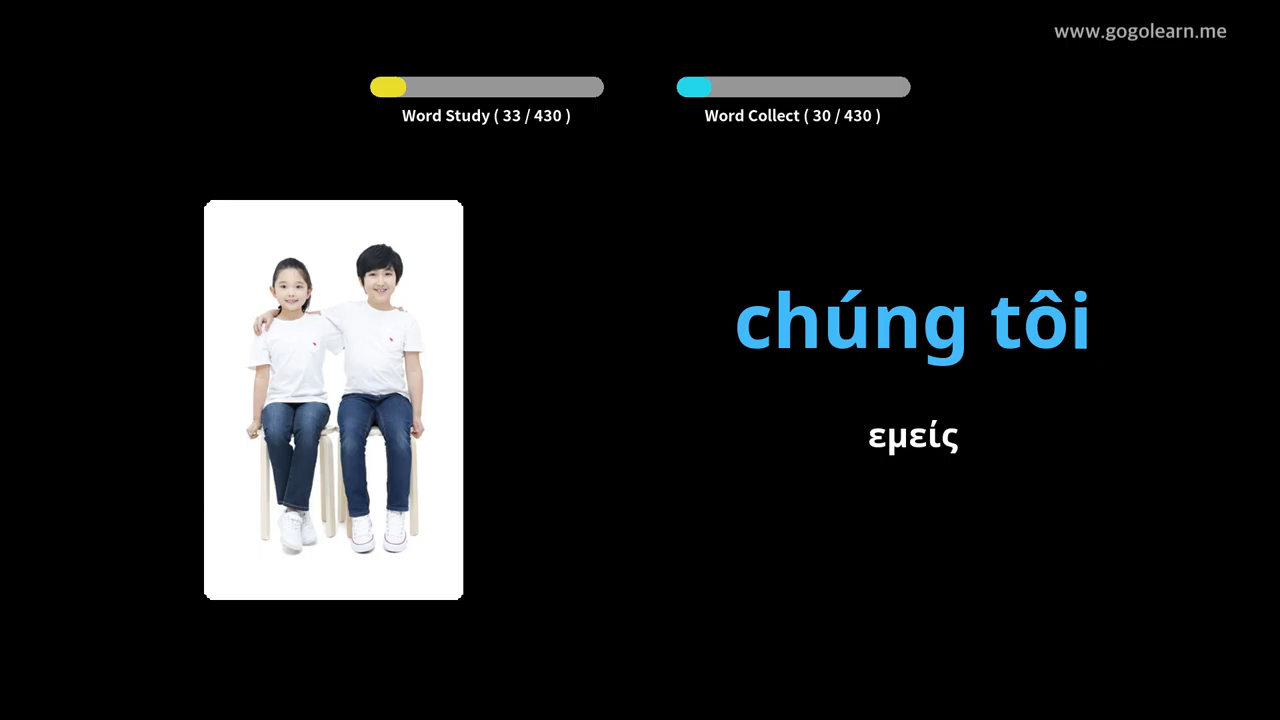 www.gogolearn.me
Word Study ( 33 / 430 )
Word Collect ( 30 / 430 )
chúng tôi
εμείς